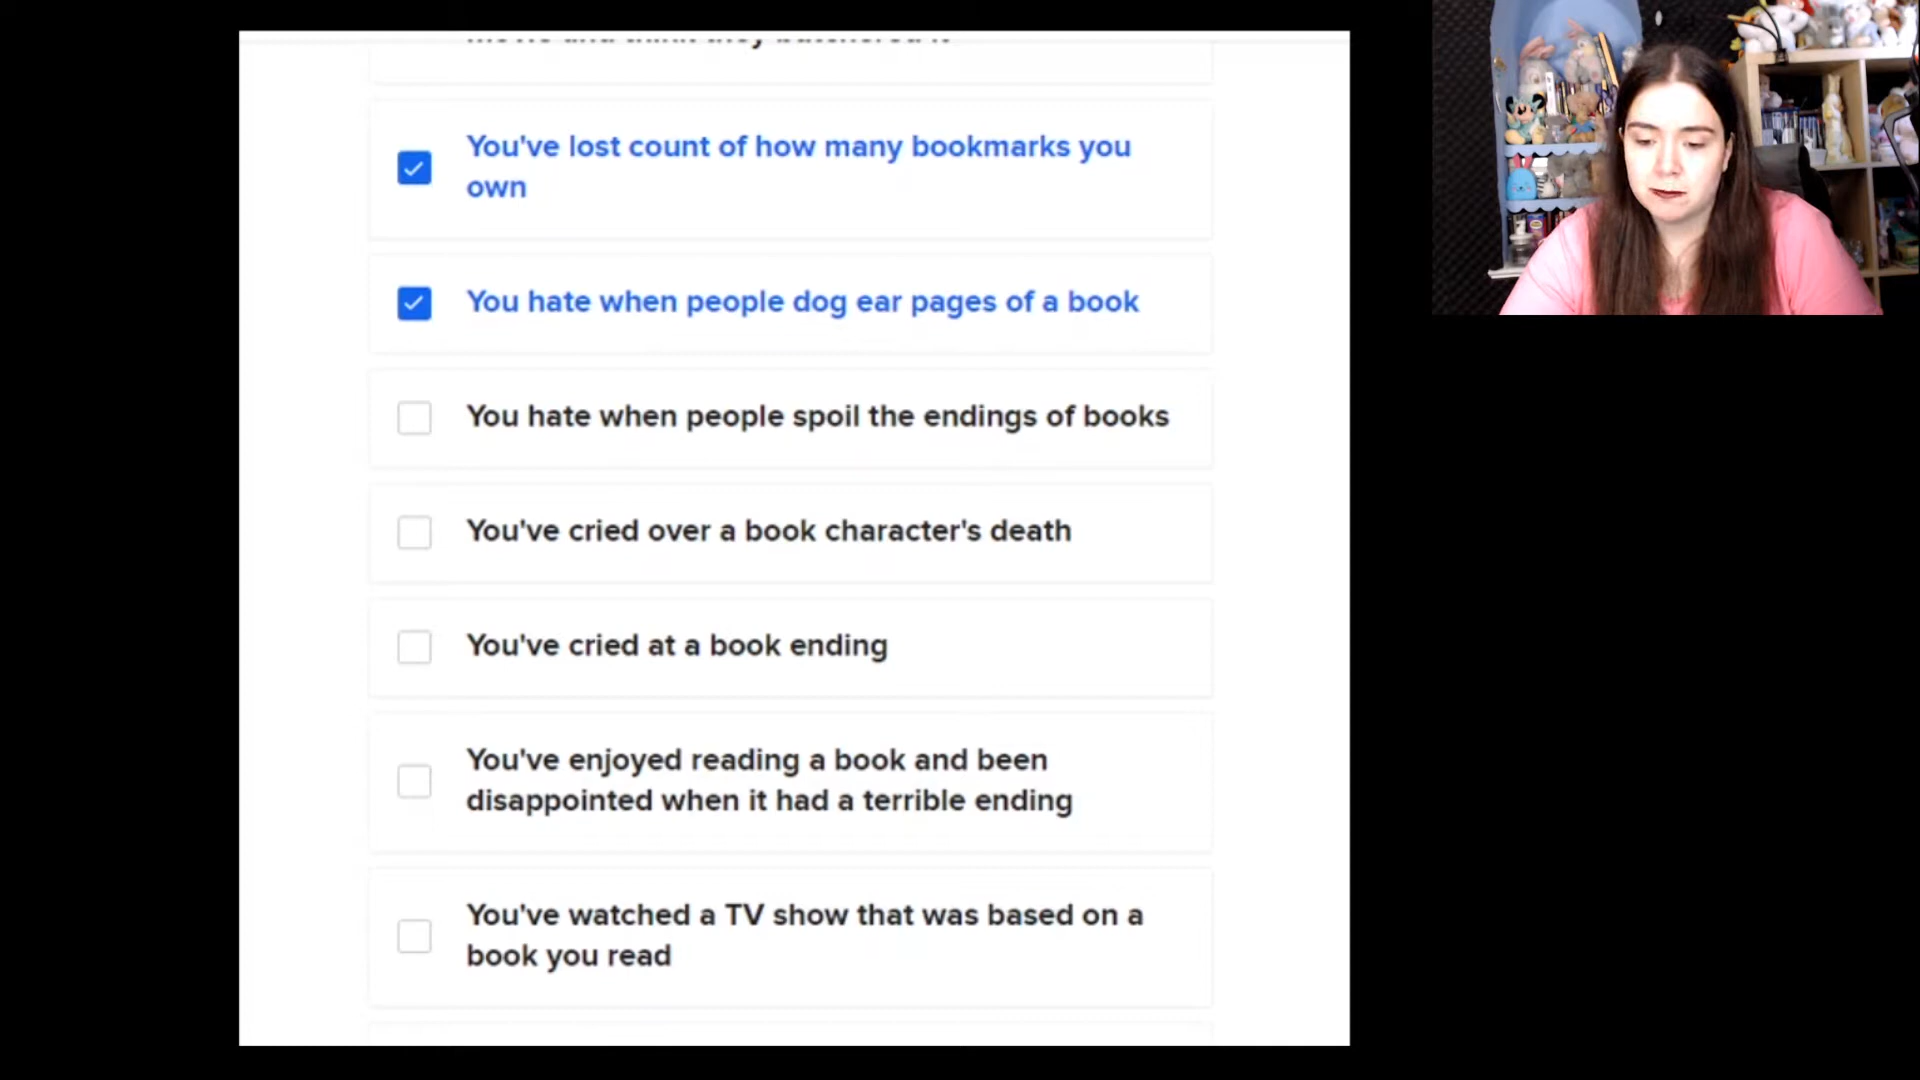 You've lost count of how many bookmarks you
own
You hate when people dog ear pages of a book
You hate when people spoil the endings of books
You've cried over a book character's death
You've cried at a book ending
You've enjoyed reading a book and been
disappointed when it had a terrible ending
You've watched a TV show that was based on a
book you read